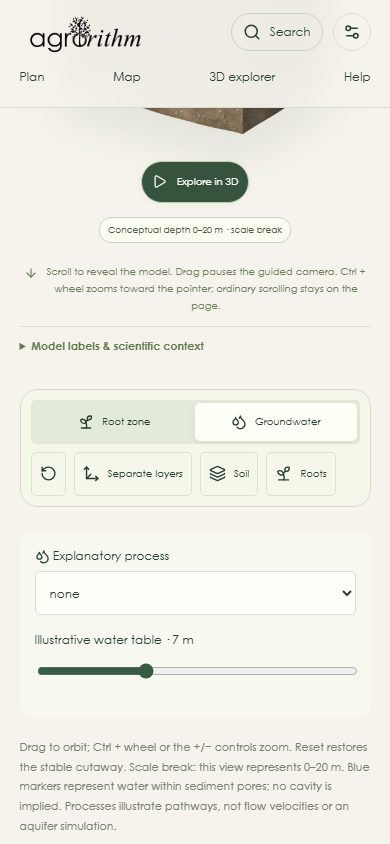 agrorithm
Search
Plan
Map
3D explorer
Help
Explore in 3D
Conceptual depth 0–20 m · scale break
Scroll to reveal the model. Drag pauses the guided camera. Ctrl +
wheel zooms toward the pointer; ordinary scrolling stays on the
page.
Model labels & scientific context
Root zone
Groundwater
Separate layers
Soil
Roots
Explanatory process
none
Illustrative water table · 7 m
Drag to orbit; Ctrl + wheel or the +/− controls zoom. Reset restores
the stable cutaway. Scale break: this view represents 0–20 m. Blue
markers represent water within sediment pores; no cavity is
implied. Processes illustrate pathways, not flow velocities or an
aquifer simulation.